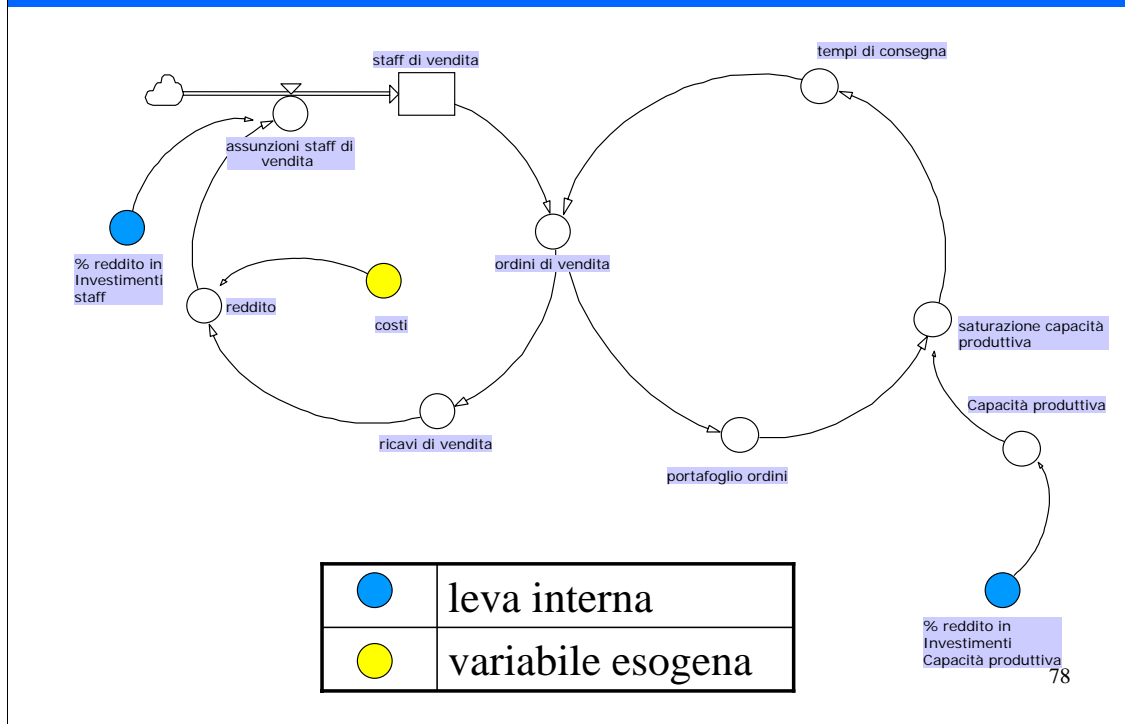 tempi di consegna
staff di vendita
assunzioni staff di
vendita
% reddito in
Investimenti
staff
ordini di vendita
reddito
costi
saturazione capacità
produttiva
Capacità produttiva
ricavi di vendita
portafoglio ordini
leva interna
variabile esogena
% reddito in
Investimenti
Capacità produttiva
78